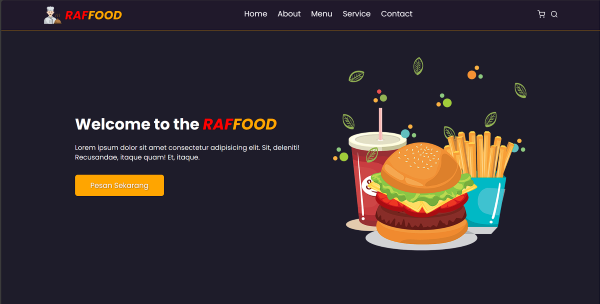 RAFFOOD
Home About Menu Service Contact
Welcome to the RAFFOOD
Lorem ipsum dolor sit amet consectetur adipisicing elit. Sit, deleniti!
Recusandae, itaque quam! Et, itaque.
Pesan Sekarang